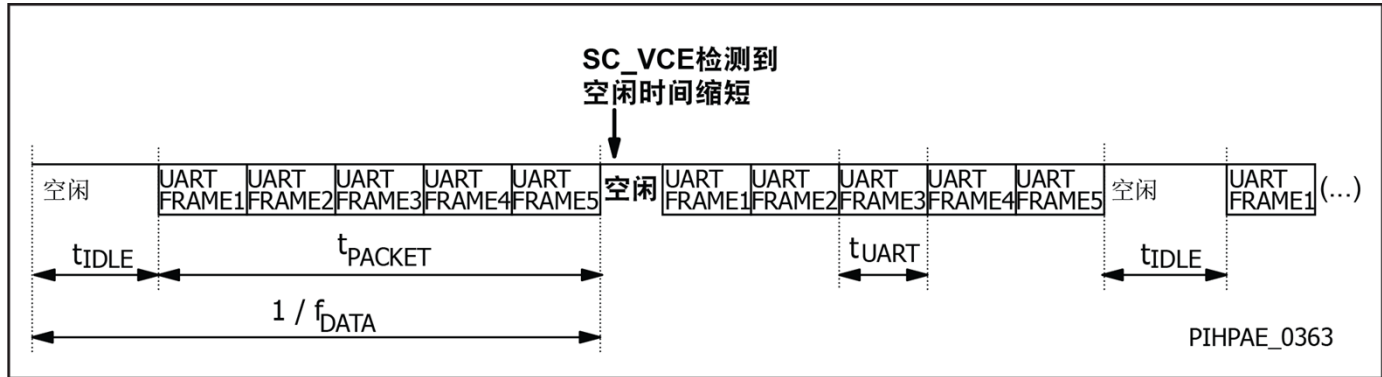 SC_VCE检测到
空闲时间缩短
空闲
UART FRAME1
UART FRAME2
UART FRAME3
UART FRAME4
UART FRAME5
空闲
UART FRAME1
UART FRAME2
UART FRAME3
UART FRAME4
UART FRAME5
空闲
UART FRAME1
(...)
tIDLE
tPACKET
tUART
tIDLE
1 / fDATA
PIHPAE_0363